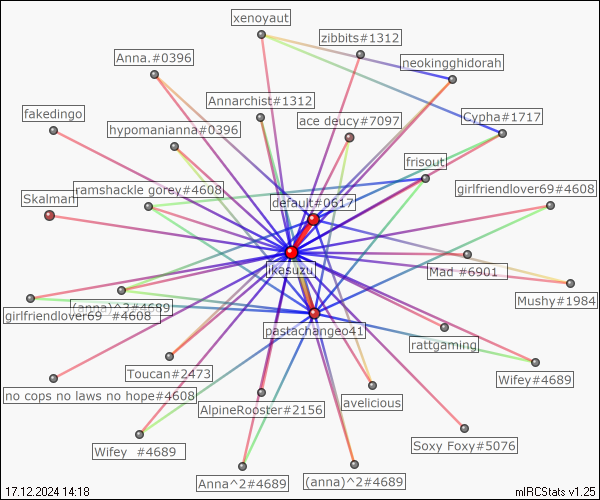 xenoyaut
zibbits#1312
Anna.#0396
neokingghidorah
Annarchist#1312
fakedingo
ace deucy#7097
Cypha#1717
hypomanianna#0396
frisout
ramshackle gorey#4608
girlfriendlover69#4608
Skalman
default#0617
ikasuzu
Mad #6901
Mushy#1984
(anna)^3#4689
girlfriendlover69 #4608
pastachangeo41
rattgaming
Toucan#2473
Wifey#4689
no cops no laws no hope#4608
AlpineRooster#2156
avelicious
Wifey #4689
Soxy Foxy#5076
Anna^2#4689
(anna)^2#4689
17.12.2024 14:18
mIRCStats v1.25